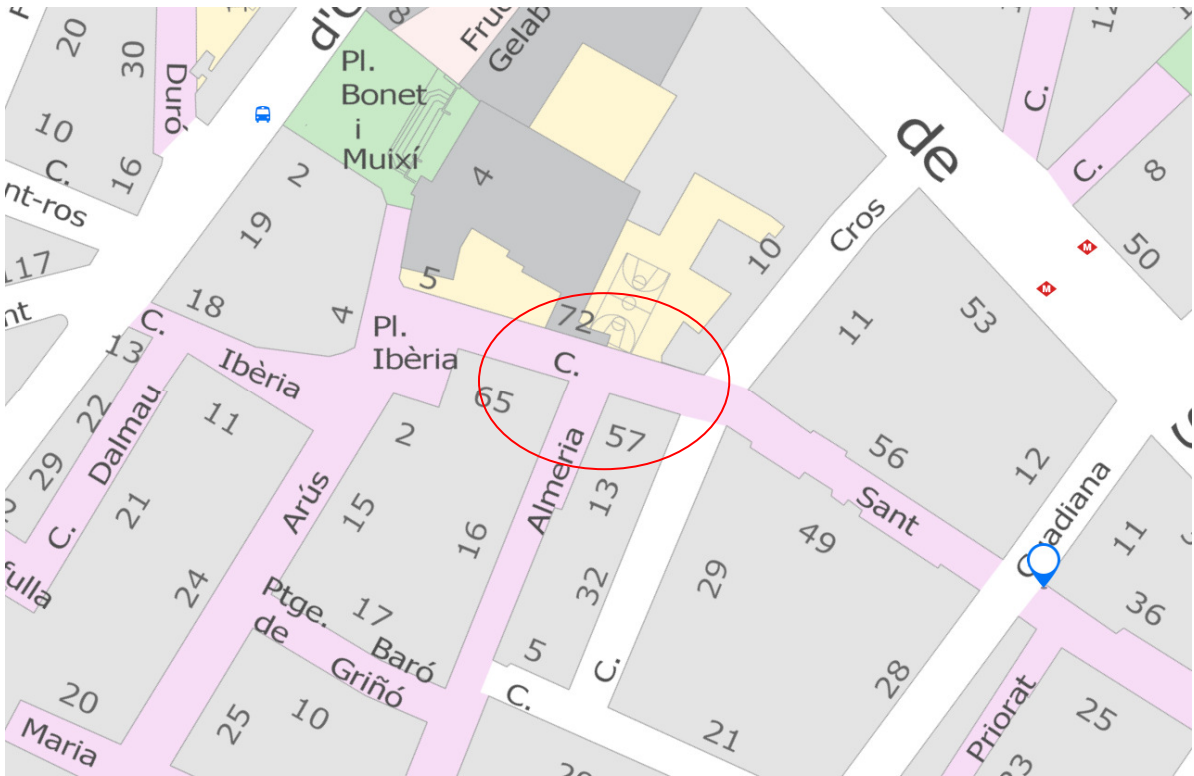 20
30
Duró
10
C.
16
nt-ros
117
nt
d'
8
Fruc
Gelab
Pl.
Bonet
i
Muixí
2
19
4
18
4
5
72
Pl.
Ibèria
C.
Ibèria
13
22
29
Dalmau
C.
11
21
fulla
24
20
Maria
Arús
2
15
16
17
Ptge.
de
Baró
Griñó
25
10
65
C.
57
Almeria
13
32
5
C.
C.
10
Cros
de
12
C.
C.
8
50
M
M
53
11
56
12
Sant
49
29
28
21
11
36
Priorat
25